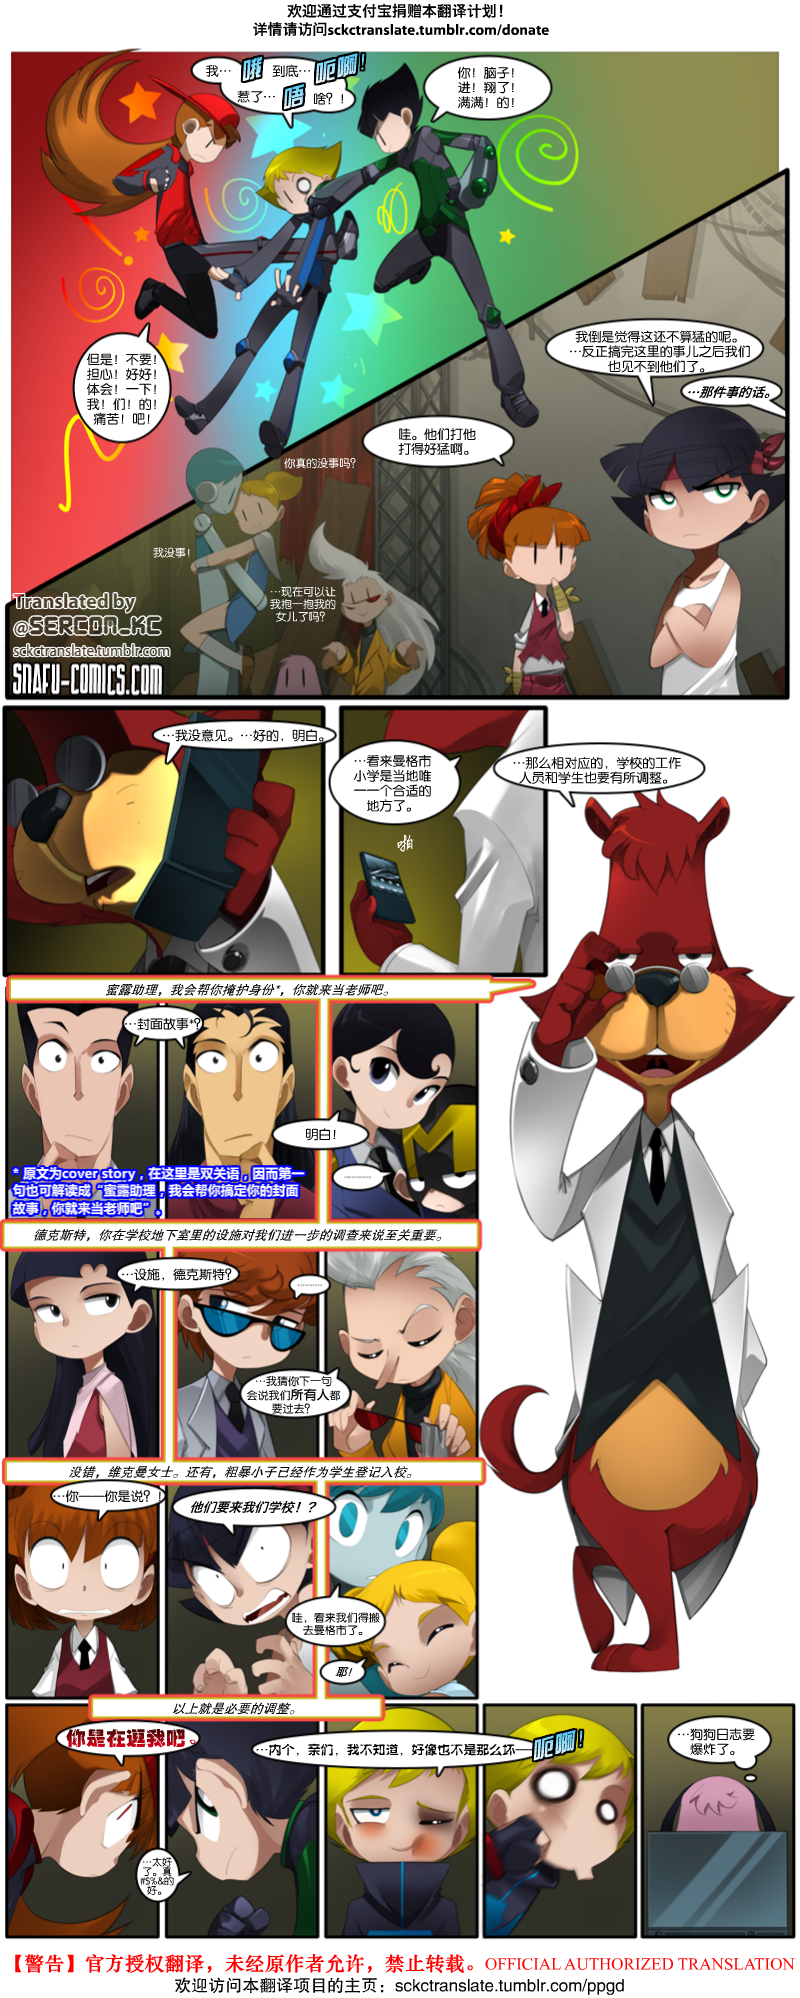 欢迎通过支付宝捐赠本翻译计划！
详情请访问sckctranslate.tumblr.com/donate
我… 哦 到底… 呃啊！
惹了… 唔 啥？！
你！脑子！
进！翔了！
满满！的！
但是！不要！
担心！好好！
体会！一下！
我！们！的！
痛苦！吧！
我倒是觉得这还不算猛的呢。
…反正搞完这里的事儿之后我们
也见不到他们了。
…那件事的话。
哇。他们打他
打得好猛啊。
你真的没事吗？
我没事！
…现在可以让
我抱一抱我的
女儿了吗？
Translated by
@SERCOM_KC
sckctranslate.tumblr.com
SNAFU-COMICS.COM
…我没意见。…好的，明白。
…看来曼格市
小学是当地唯
一一个合适的
地方了。
啪
…那么相对应的，学校的工作
人员和学生也要有所调整。
蜜露助理，我会帮你掩护身份*，你就来当老师吧。
…封面故事*？
明白！
…………
* 原文为cover story，在这里是双关语，因而第一
句也可解读成“蜜露助理，我会帮你搞定你的封面
故事，你就来当老师吧”。
德克斯特，你在学校地下室里的设施对我们进一步的调查来说至关重要。
…设施，德克斯特？
…………
…我猜你下一句
会说我们所有人都
要过去？
没错，维克曼女士。还有，粗暴小子已经作为学生登记入校。
…你——你是说？！
他们要来我们学校！？
哇，看来我们得搬
去曼格市了。
耶！
以上就是必要的调整。
你是在逗我吧。
…太好
了。真
#$%&的
好。
…内个，亲们，我不知道，好像也不是那么坏—呃啊！
…狗狗日志要
爆炸了。
【警告】官方授权翻译，未经原作者允许，禁止转载。OFFICIAL AUTHORIZED TRANSLATION
欢迎访问本翻译项目的主页：sckctranslate.tumblr.com/ppgd